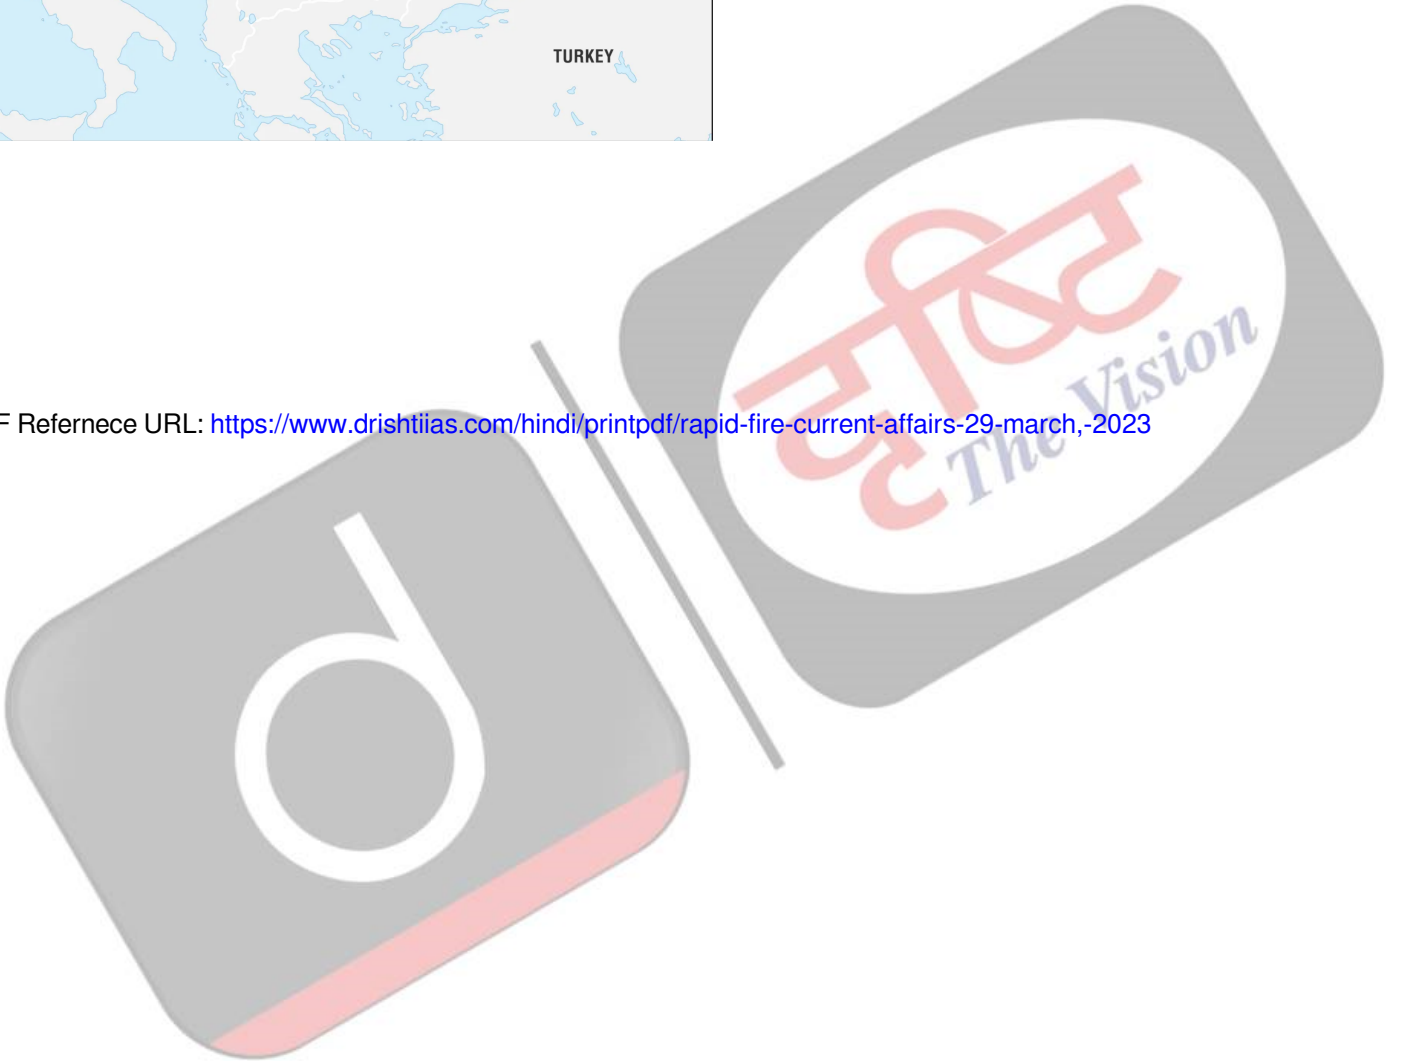 TURKEY
दृष्टि
The Vision
F Refernece URL: https://www.drishtiias.com/hindi/printpdf/rapid-fire-current-affairs-29-march,-2023
d